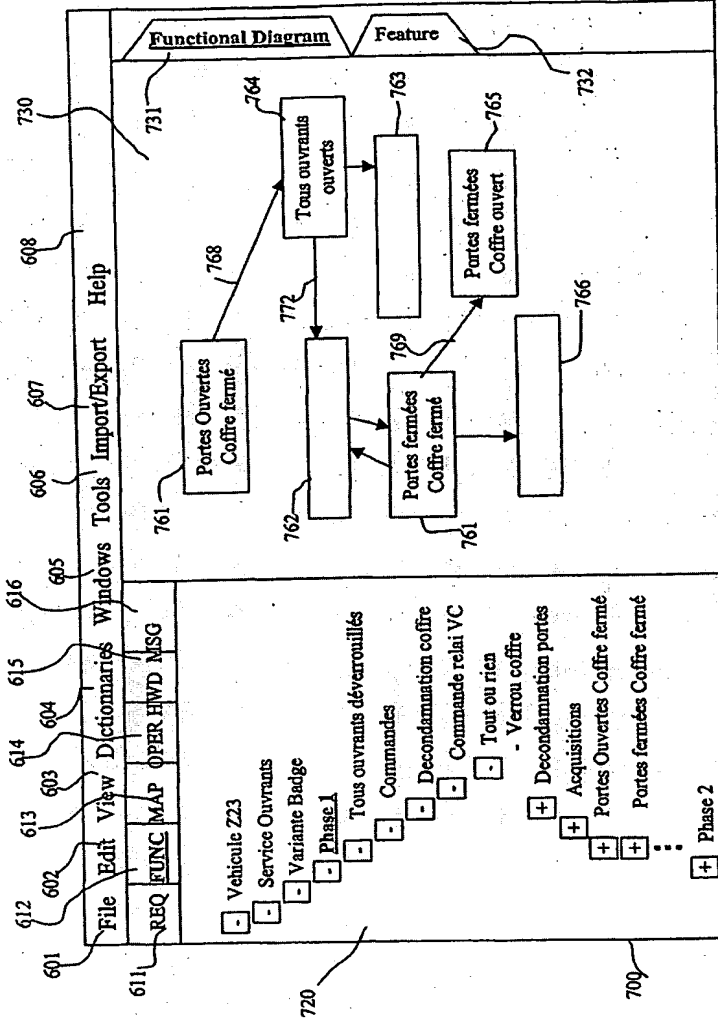 730
608
607
606
605
616
604
615
603
614
613
602
612
601
File Edit View Dictionnaries Windows Tools Import/Export Help
REQ FUNC MAP OPER HWD MSG
611
Functional Diagram
731
Feature
732
- Vehicule Z23
- Service Ouvrants
- Variante Badge
- Phase 1
- Tous ouvrants déverrouillés
- Commandes
- Decondamnation coffre
- Commande relai VC
- Tout ou rien
- Verrou coffre
+ Decondamnation portes
+ Acquisitions
+ Portes Ouvertes Coffre fermé
+ Portes fermées Coffre fermé
+ Phase 2
720
700
761
Portes Ouvertes
Coffre fermé
768
764
Tous ouvrants
ouverts
772
763
762
761
Portes fermées
Coffre fermé
769
765
Portes fermées
Coffre ouvert
766